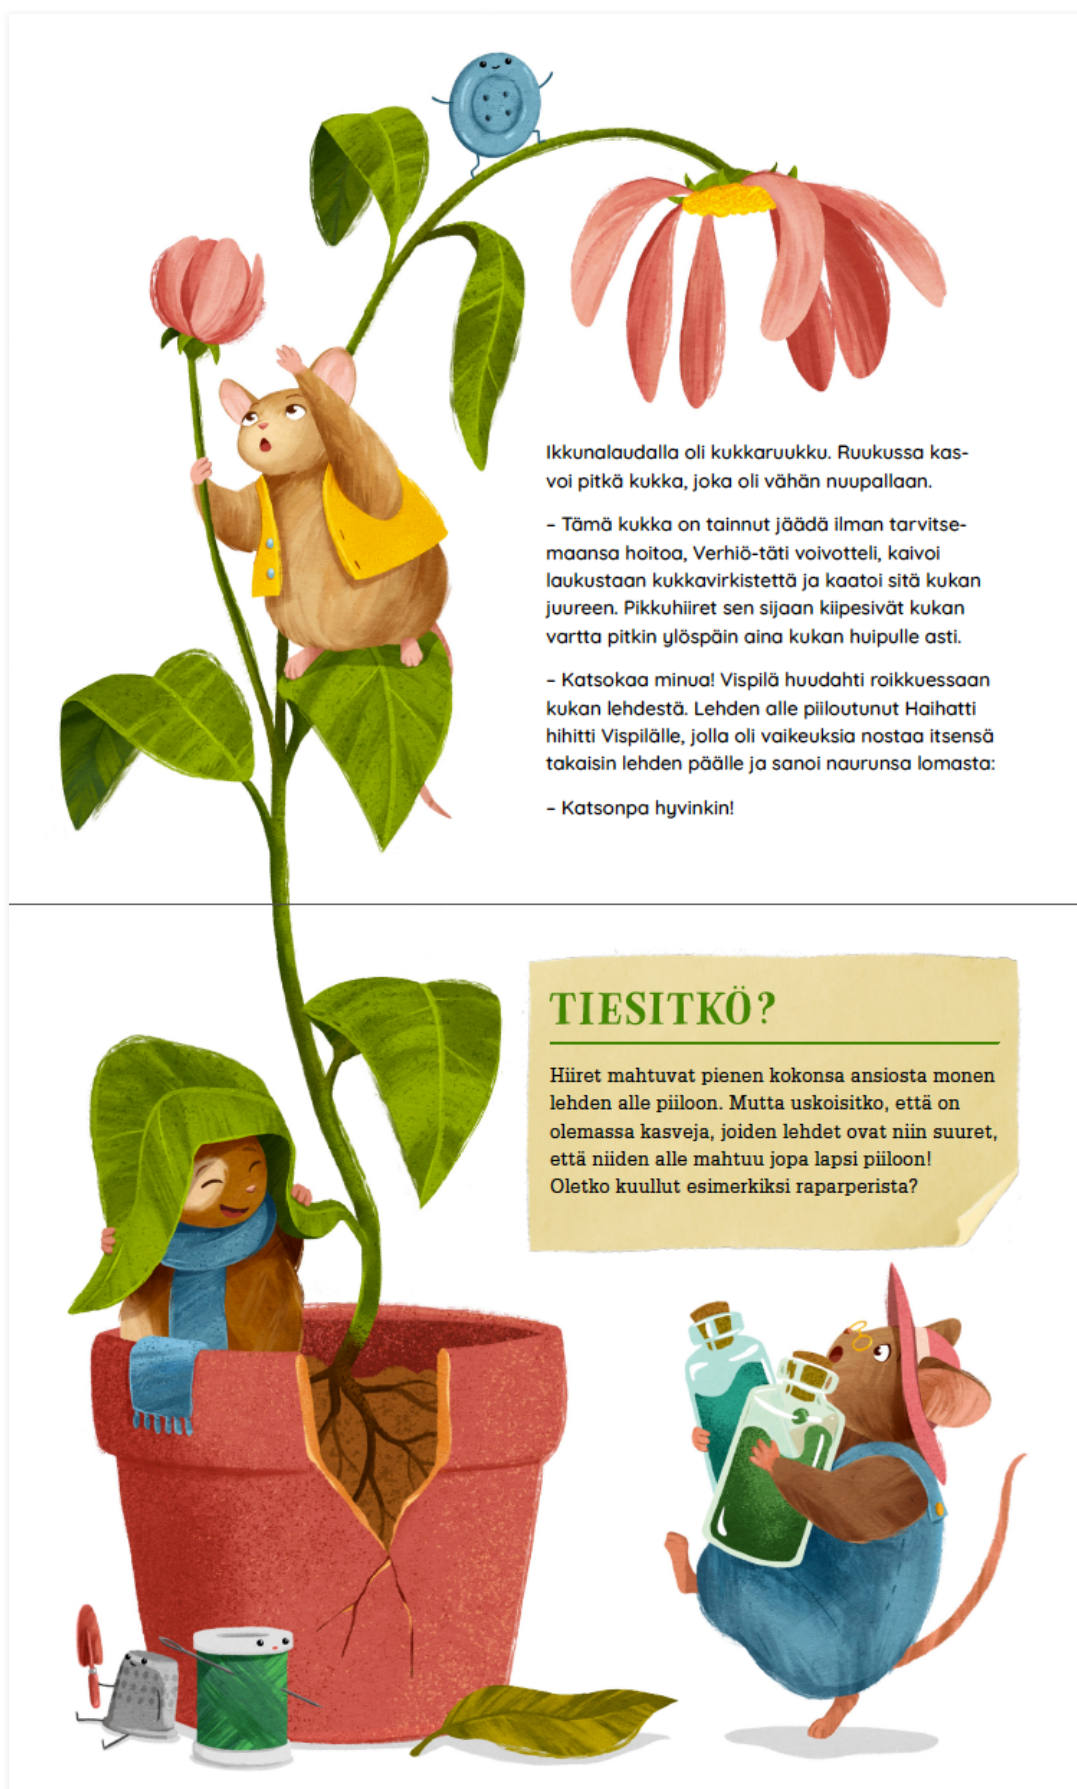 Ikkunalaudalla oli kukkaruukku. Ruukussa kas-
voi pitkä kukka, joka oli vähän nuupallaan.
– Tämä kukka on tainnut jäädä ilman tarvitse-
maansa hoitoa, Verhiö-täti voivotteli, kaivoi
laukustaan kukkavirkistettä ja kaatoi sitä kukan
juureen. Pikkuhiiret sen sijaan kiipesivät kukan
vartta pitkin ylöspäin aina kukan huipulle asti.
– Katsokaa minua! Vispilä huudahti roikkuessaan
kukan lehdestä. Lehden alle piiloutunut Haihatti
hihitti Vispilälle, jolla oli vaikeuksia nostaa itsensä
takaisin lehden päälle ja sanoi naurunsa lomasta:
– Katsonpa hyvinkin!
TIESITKÖ?
Hiiret mahtuvat pienen kokonsa ansiosta monen
lehden alle piiloon. Mutta uskoisitko, että on
olemassa kasveja, joiden lehdet ovat niin suuret,
että niiden alle mahtuu jopa lapsi piiloon!
Oletko kuullut esimerkiksi raparperista?